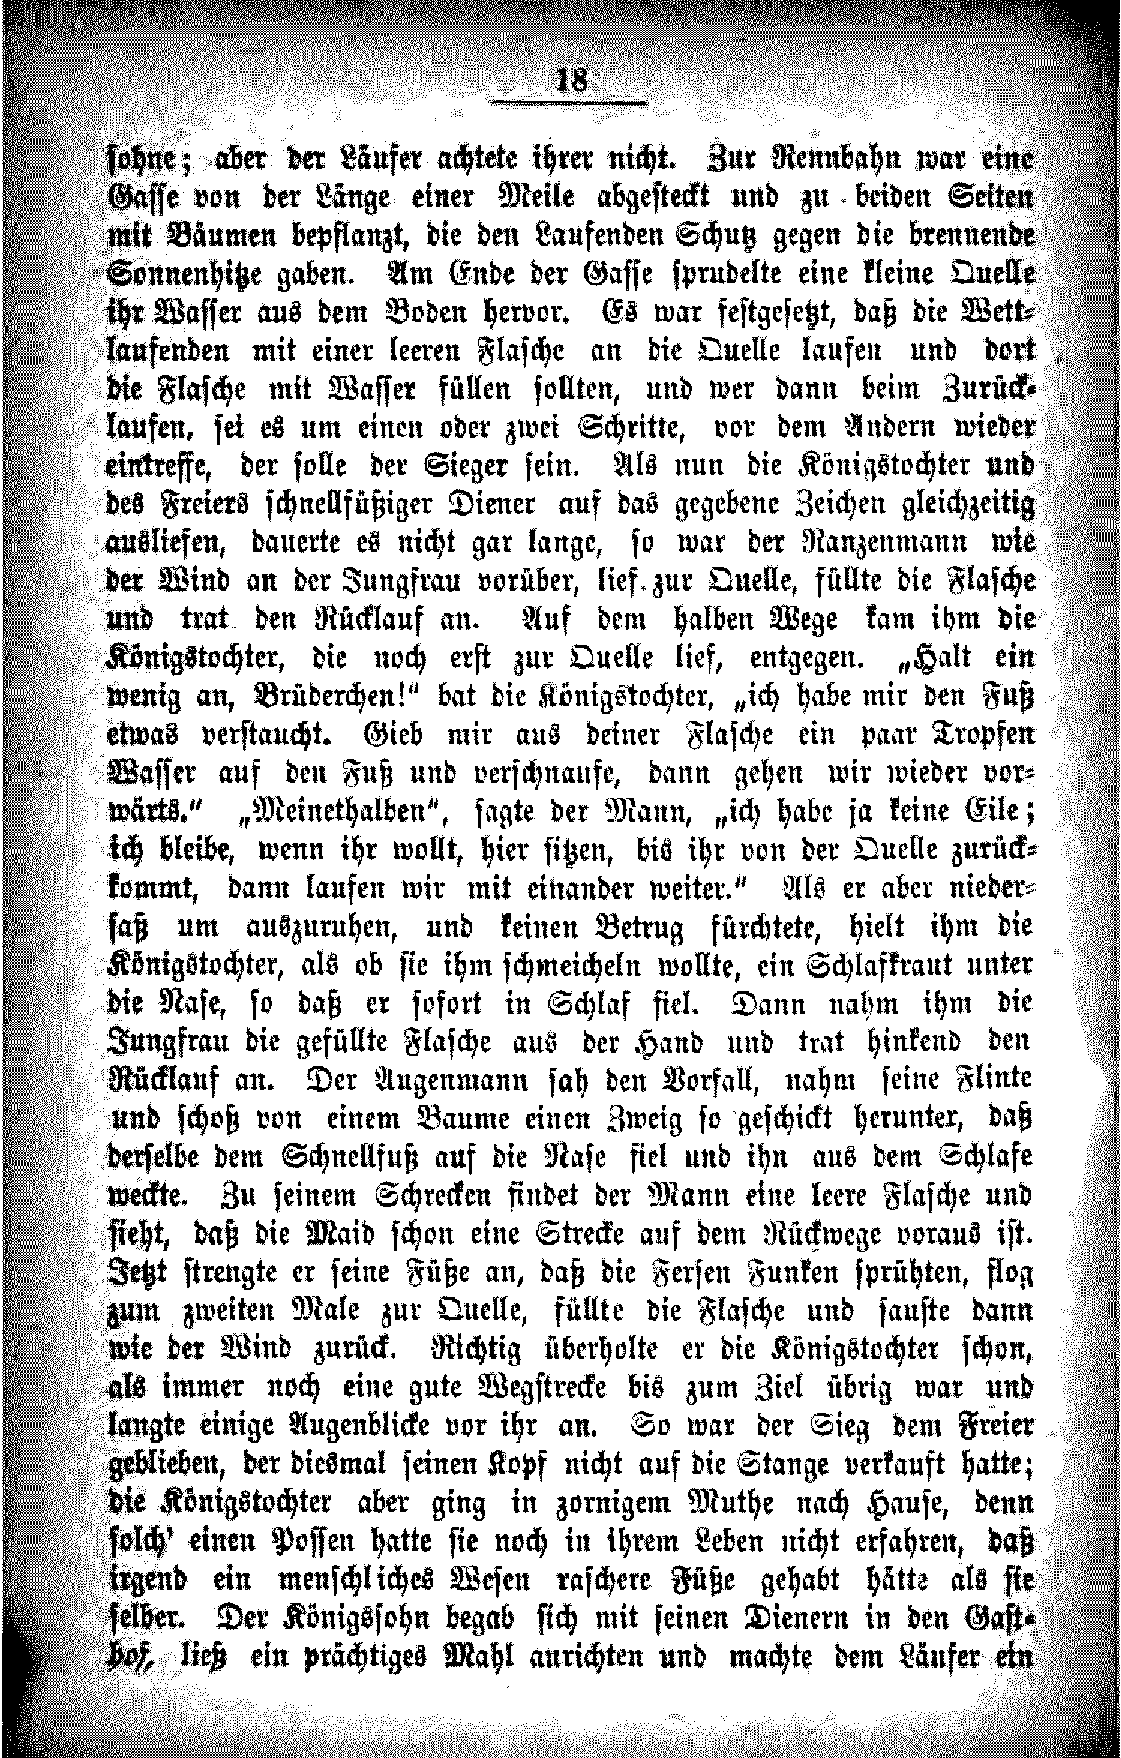 18
sohne; aber der Läufer achtete ihrer nicht. Zur Rennbahn war eine
Gasse von der Länge einer Meile abgesteckt und zu beiden Seiten
mit Bäumen bepflanzt, die den Laufenden Schutz gegen die brennende
Sonnenhitze gaben. Am Ende der Gasse sprudelte eine kleine Quelle
ihr Wasser aus dem Boden hervor. Es war festgesetzt, daß die Wett-
laufenden mit einer leeren Flasche an die Quelle laufen und dort
die Flasche mit Wasser füllen sollten, und wer dann beim Zurück-
laufen, sei es um einen oder zwei Schritte, vor dem Andern wieder
eintreffe, der solle der Sieger sein. Als nun die Königstochter und
des Freiers schnellfüßiger Diener auf das gegebene Zeichen gleichzeitig
ausliefen, dauerte es nicht gar lange, so war der Ranzenmann wie
der Wind an der Jungfrau vorüber, lief zur Quelle, füllte die Flasche
und trat den Rücklauf an. Auf dem halben Wege kam ihm die
Königstochter, die noch erst zur Quelle lief, entgegen. „Halt ein
wenig an, Brüderchen!“ bat die Königstochter, „ich habe mir den Fuß
etwas verstaucht. Gieb mir aus deiner Flasche ein paar Tropfen
Wasser auf den Fuß und verschnaufe, dann gehen wir wieder vor-
wärts.“ „Meinethalben“, sagte der Mann, „ich habe ja keine Eile;
ich bleibe, wenn ihr wollt, hier sitzen, bis ihr von der Quelle zurück-
kommt, dann laufen wir mit einander weiter.“ Als er aber nieder-
saß um auszuruhen, und keinen Betrug fürchtete, hielt ihm die
Königstochter, als ob sie ihm schmeicheln wollte, ein Schlafkraut unter
die Nase, so daß er sofort in Schlaf fiel. Dann nahm ihm die
Jungfrau die gefüllte Flasche aus der Hand und trat hinkend den
Rücklauf an. Der Augenmann sah den Vorfall, nahm seine Flinte
und schoß von einem Baume einen Zweig so geschickt herunter, daß
derselbe dem Schnellfuß auf die Nase fiel und ihn aus dem Schlafe
weckte. Zu seinem Schrecken findet der Mann eine leere Flasche und
sieht, daß die Maid schon eine Strecke auf dem Rückwege voraus ist.
Jetzt strengte er seine Füße an, daß die Fersen Funken sprühten, flog
zum zweiten Male zur Quelle, füllte die Flasche und sauste dann
wie der Wind zurück. Richtig überholte er die Königstochter schon,
als immer noch eine gute Wegstrecke bis zum Ziel übrig war und
langte einige Augenblicke vor ihr an. So war der Sieg dem Freier
geblieben, der diesmal seinen Kopf nicht auf die Stange verkauft hatte;
die Königstochter aber ging in zornigem Muthe nach Hause, denn
solch' einen Possen hatte sie noch in ihrem Leben nicht erfahren, daß
irgend ein menschliches Wesen raschere Füße gehabt hätte als sie
selber. Der Königssohn begab sich mit seinen Dienern in den Gast-
hof, ließ ein prächtiges Mahl anrichten und machte dem Läufer ein